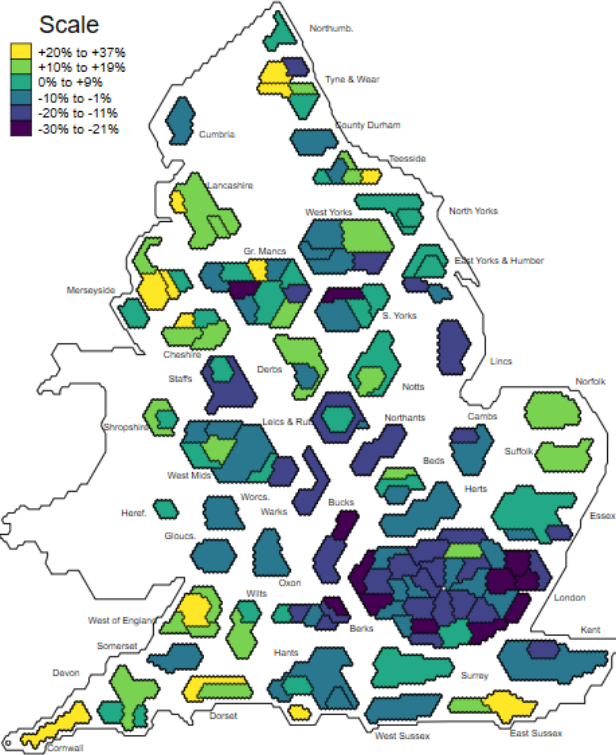 Scale
+20% to +37%
+10% to +19%
0% to +9%
-10% to -1%
-20% to -11%
-30% to -21%
Northumb.
Tyne & Wear
County Durham
Cumbria
Teesside
Lancashire
North Yorks
West Yorks
Gr. Mancs
East Yorks & Humber
Merseyside
S. Yorks
Cheshire
Lincs
Staffs
Derbs
Notts
Norfolk
Shropshire
Leics & Rut
Northants
Cambs
Suffolk
West Mids
Beds
Herts
Worcs.
Warks
Bucks
Heref.
Essex
Gloucs.
Oxon
Wilts
London
West of England
Berks
Kent
Somerset
Hants
Devon
Surrey
Dorset
West Sussex
East Sussex
Cornwall